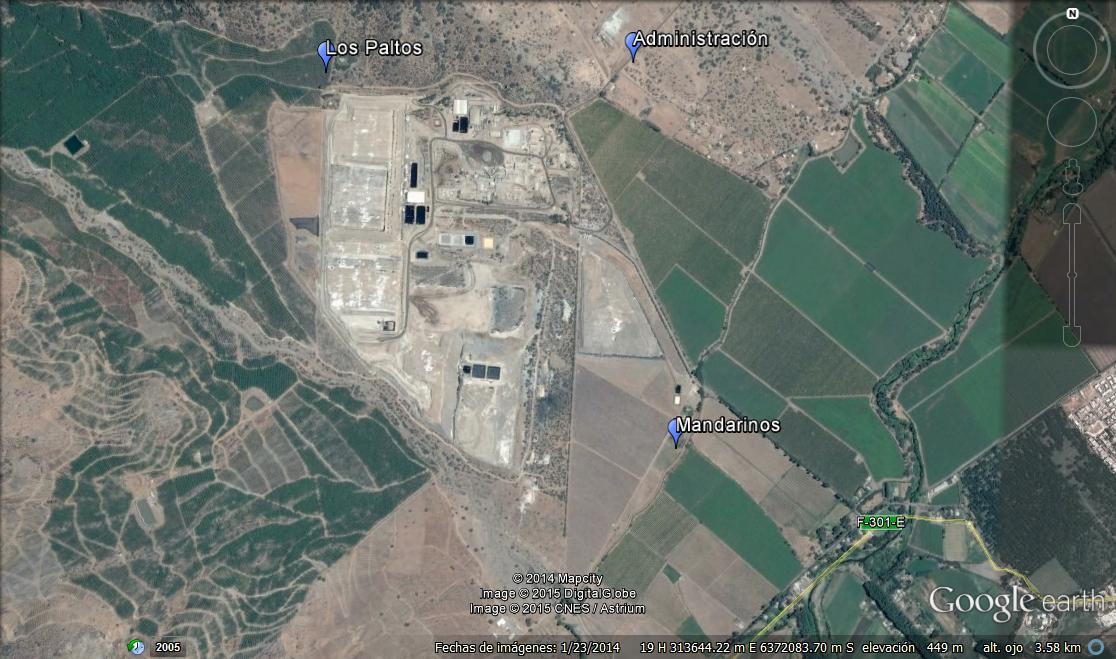 N
Los Paltos
Administración
Mandarinos
F-301-E
© 2014 Mapcity
Image © 2015 DigitalGlobe
Image © 2015 CNES / Astrium
Google earth
2005
Fechas de imágenes: 1/23/2014 19 H 313644.22 m E 6372083.70 m S elevación 449 m alt. ojo 3.58 km